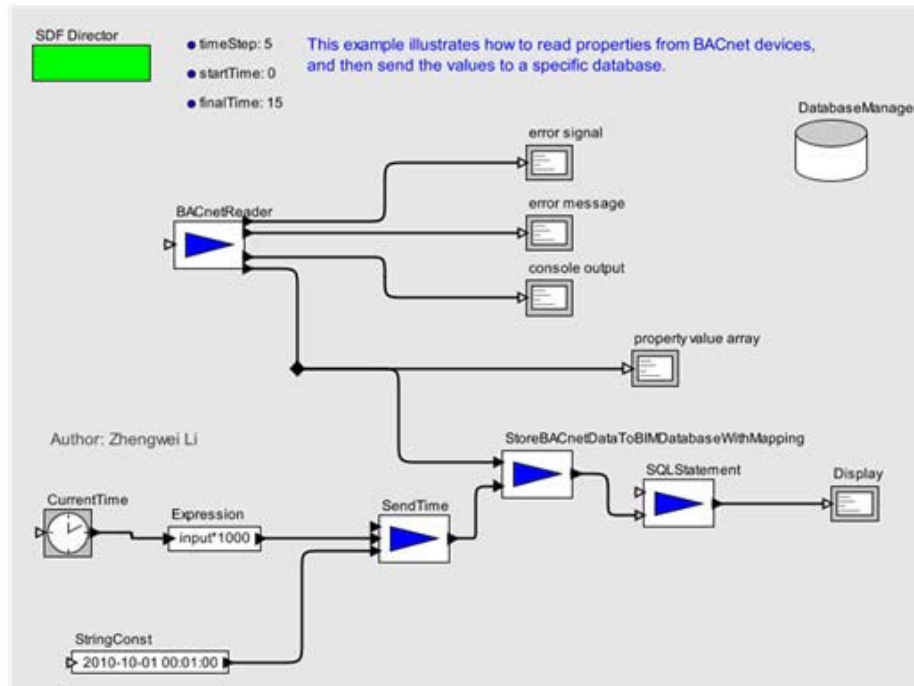 SDF Director
timeStep: 5
startTime: 0
finalTime: 15
This example illustrates how to read properties from BACnet devices,
and then send the values to a specific database.
DatabaseManage
error signal
BACnetReader
error message
console output
property value array
Author: Zhengwei Li
StoreBACnetDataToBIMDatabaseWithMapping
SQLStatement
Display
CurrentTime
Expression
input*1000
SendTime
StringConst
2010-10-01 00:01:00